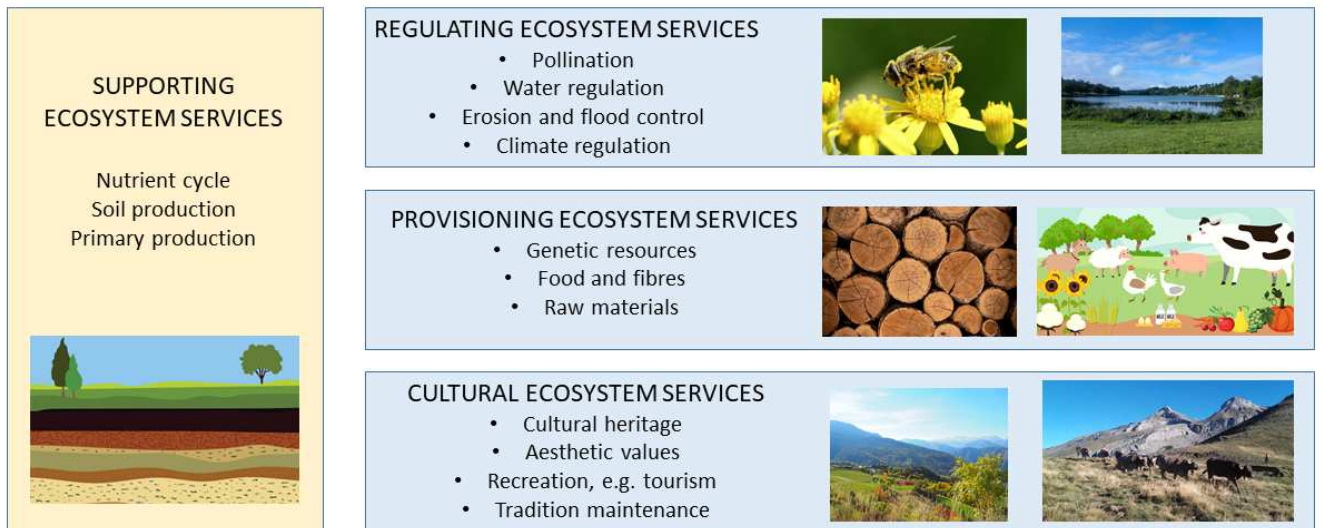 SUPPORTING
ECOSYSTEM SERVICES
Nutrient cycle
Soil production
Primary production
REGULATING ECOSYSTEM SERVICES
• Pollination
• Water regulation
• Erosion and flood control
• Climate regulation
PROVISIONING ECOSYSTEM SERVICES
• Genetic resources
• Food and fibres
• Raw materials
MILK MILK
CULTURAL ECOSYSTEM SERVICES
• Cultural heritage
• Aesthetic values
• Recreation, e.g. tourism
• Tradition maintenance